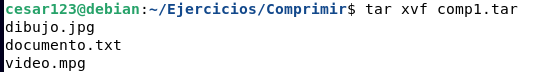 cesar123@debian:~/Ejercicios/Comprimir$ tar xvf comp1.tar
dibujo.jpg
documento.txt
video.mpg